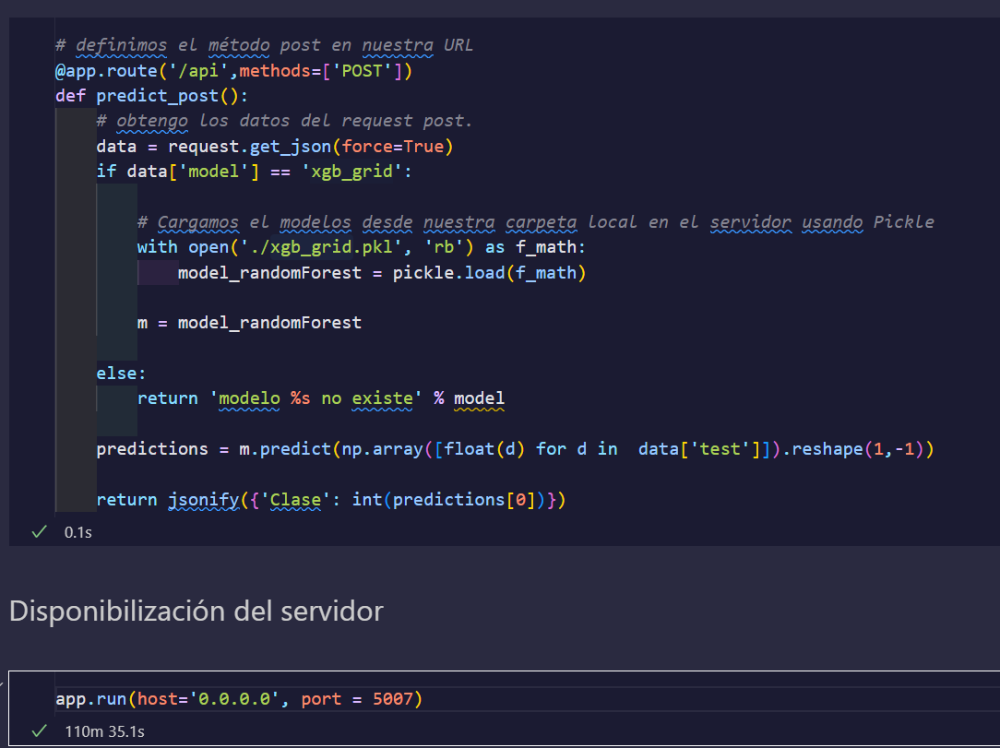 # definimos el método post en nuestra URL
@app.route('/api',methods=['POST'])
def predict_post():
# obtengo los datos del request post.
data = request.get_json(force=True)
if data['model'] == 'xgb_grid':
# Cargamos el modelos desde nuestra carpeta local en el servidor usando Pickle
with open('./xgb_grid.pkl', 'rb') as f_math:
model_randomForest = pickle.load(f_math)
m = model_randomForest
else:
return 'modelo %s no existe' % model
predictions = m.predict(np.array([float(d) for d in  data['test']]).reshape(1,-1))
return jsonify({'Clase': int(predictions[0])})
0.1s
Disponibilización del servidor
app.run(host='0.0.0.0', port = 5007)
110m 35.1s